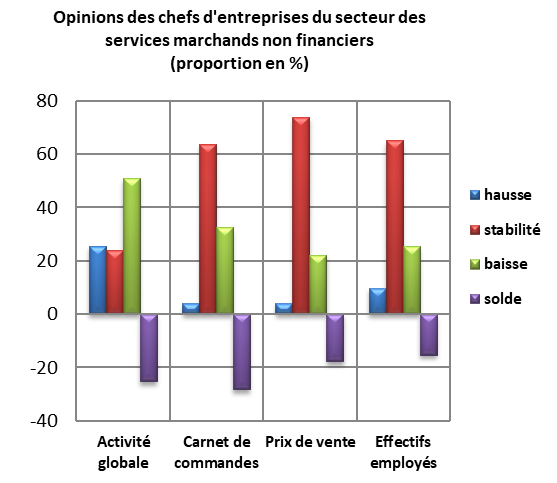 Opinions des chefs d'entreprises du secteur des
services marchands non financiers
(proportion en %)
80
60
40
20
0
-20
-40
hausse
stabilité
baisse
solde
Activité globale
Carnet de commandes
Prix de vente
Effectifs employés